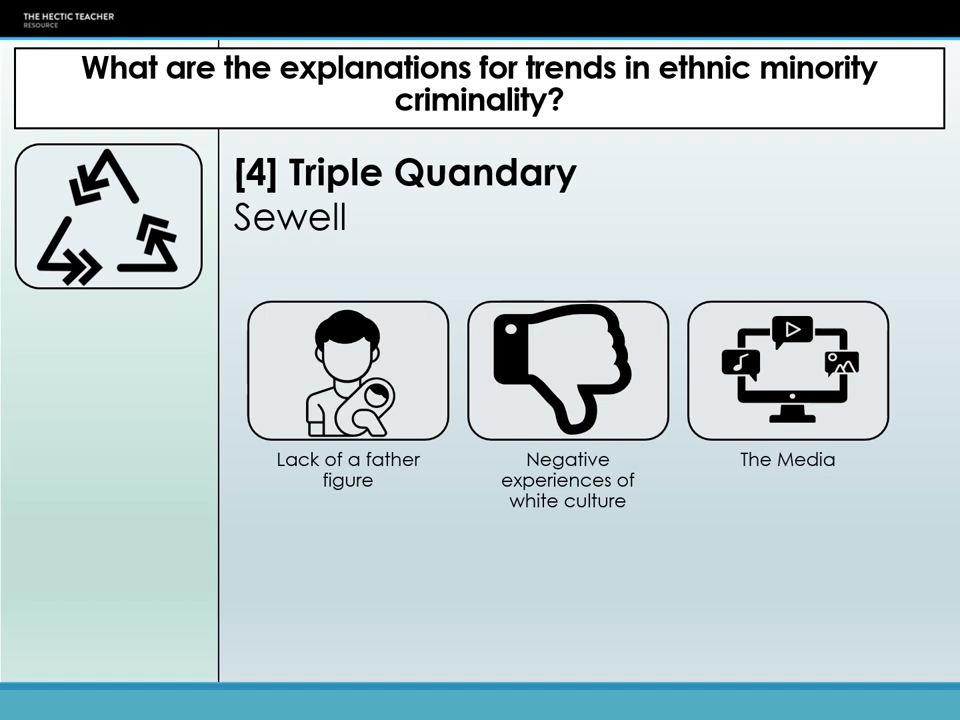 THE HECTIC TEACHER
RESOURCE
What are the explanations for trends in ethnic minority
criminality?
[4] Triple Quandary
Sewell
Lack of a father
figure
Negative
experiences of
white culture
The Media